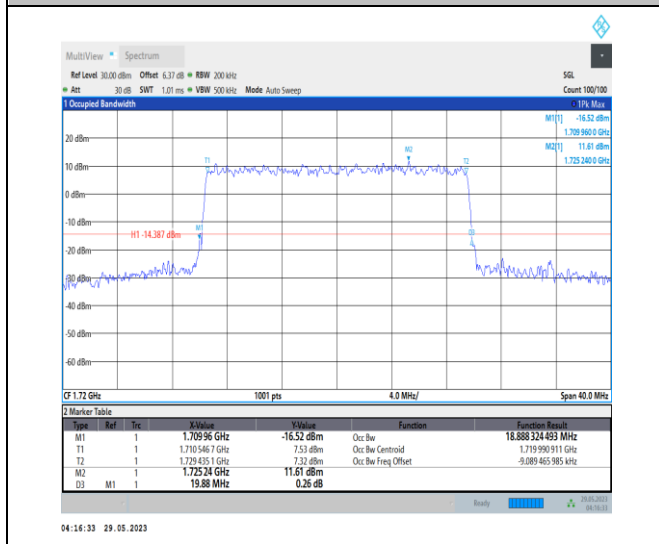 MultiView Spectrum
Ref Level 30.00 dBm Offset 6.37 dB RBW 200 kHz SGL
Att 30 dB SWT 1.01 ms VBW 500 kHz Mode Auto Sweep Count 100/100
1 Occupied Bandwidth 1Pk Max
M1[1] -16.52 dBm
1.709 960 0 GHz
20 dBm
M2[1] 11.61 dBm
1.725 240 0 GHz
T1 M2 T2
10 dBm
0 dBm
-10 dBm
H1 -14.387 dBm M1 D3
-20 dBm
-30 dBm
-40 dBm
-50 dBm
-60 dBm
CF 1.72 GHz 1001 pts 4.0 MHz/ Span 40.0 MHz
2 Marker Table
Type Ref Trc X-Value Y-Value Function Function Result
M1 1 1.709 96 GHz -16.52 dBm Occ Bw 18.888 324 493 MHz
T1 1 1.710 546 7 GHz 7.53 dBm Occ Bw Centroid 1.719 990 911 GHz
T2 1 1.729 435 1 GHz 7.32 dBm Occ Bw Freq Offset -9.089 465 985 kHz
M2 1 1.725 24 GHz 11.61 dBm
D3 M1 1 19.88 MHz 0.26 dB
Ready 29.05.2023
04:16:33
04:16:33 29.05.2023